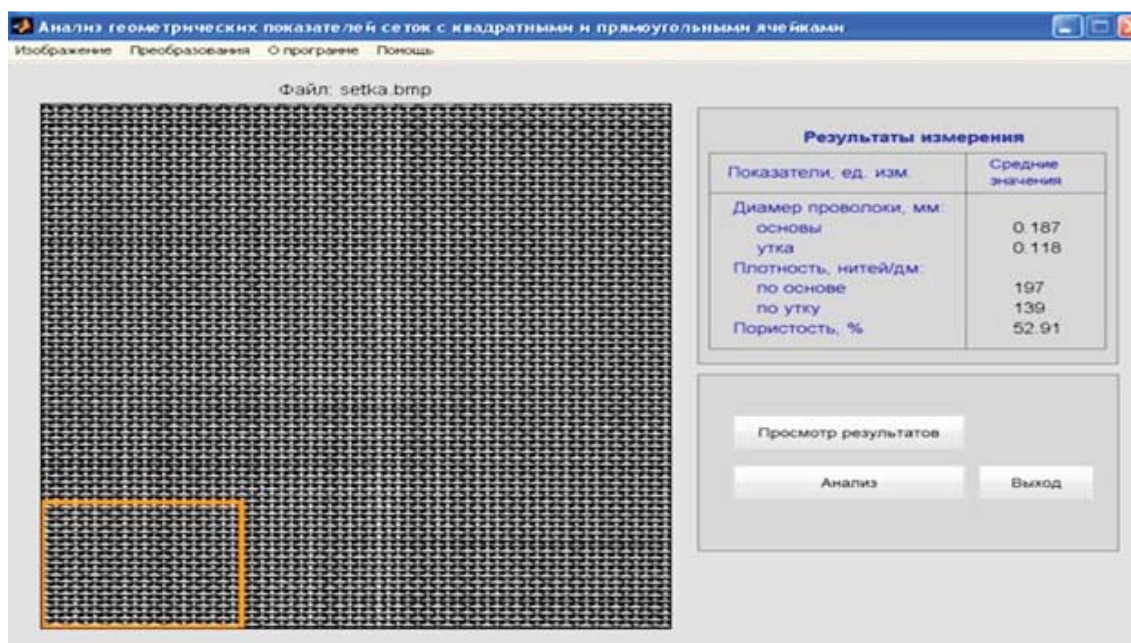 Анализ геометрических показателей сеток с квадратными и прямоугольными ячейками
Изображение Преобразования О программе Помощь
Файл: setka.bmp
Результаты измерения
Показатели, ед. изм.
Средние
значения
Диамер проволоки, мм:
основы 0.187
утка 0.118
Плотность, нитей/дм:
по основе 197
по утку 139
Пористость, % 52.91
Просмотр результатов
Анализ Выход